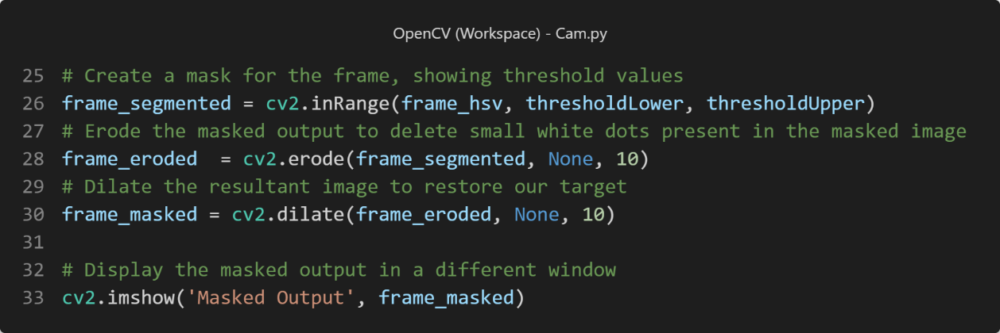 OpenCV (Workspace) - Cam.py
25 # Create a mask for the frame, showing threshold values
26 frame_segmented = cv2.inRange(frame_hsv, thresholdLower, thresholdUpper)
27 # Erode the masked output to delete small white dots present in the masked image
28 frame_eroded  = cv2.erode(frame_segmented, None, 10)
29 # Dilate the resultant image to restore our target
30 frame_masked = cv2.dilate(frame_eroded, None, 10)
31
32 # Display the masked output in a different window
33 cv2.imshow('Masked Output', frame_masked)